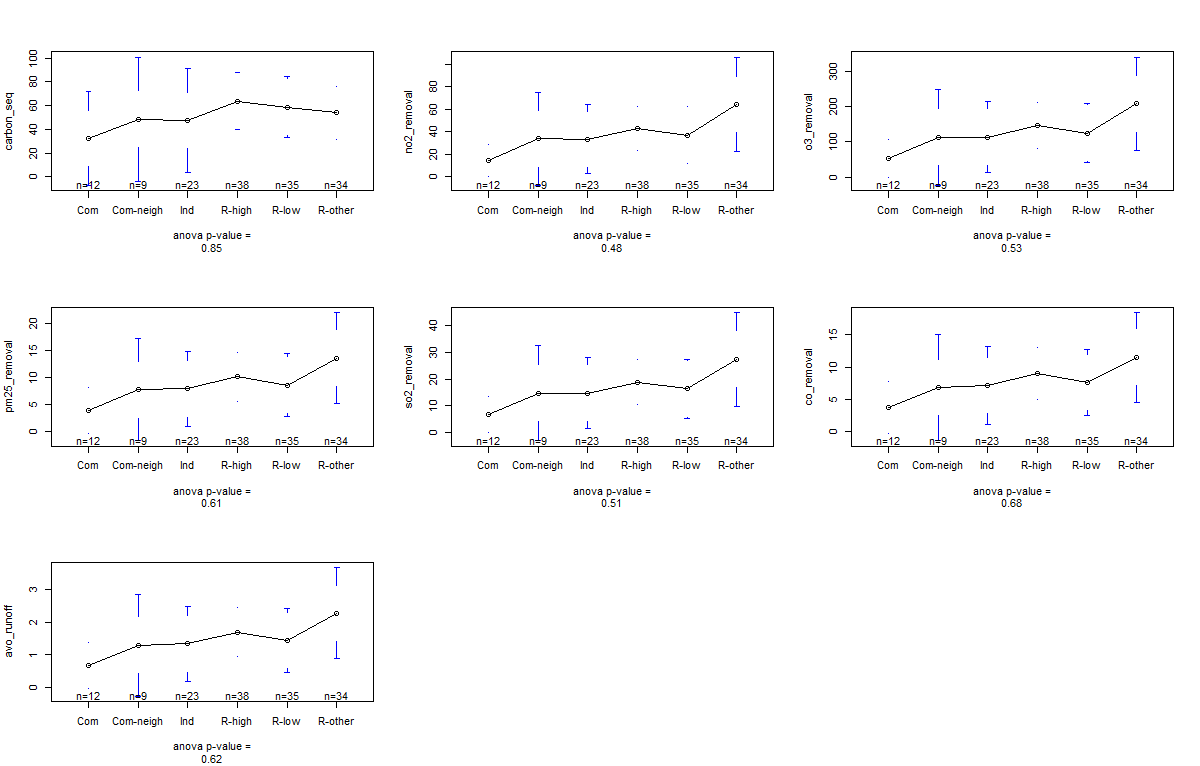 carbon_seq
0 20 40 60 80 100
n=12 n=9 n=23 n=38 n=35 n=34
Com Com-neigh Ind R-high R-low R-other
anova p-value =
0.85
no2_removal
0 20 40 60 80
n=12 n=9 n=23 n=38 n=35 n=34
Com Com-neigh Ind R-high R-low R-other
anova p-value =
0.48
o3_removal
0 100 200 300
n=12 n=9 n=23 n=38 n=35 n=34
Com Com-neigh Ind R-high R-low R-other
anova p-value =
0.53
pm25_removal
0 5 10 15 20
n=12 n=9 n=23 n=38 n=35 n=34
Com Com-neigh Ind R-high R-low R-other
anova p-value =
0.61
so2_removal
0 10 20 30 40
n=12 n=9 n=23 n=38 n=35 n=34
Com Com-neigh Ind R-high R-low R-other
anova p-value =
0.51
co_removal
0 5 10 15
n=12 n=9 n=23 n=38 n=35 n=34
Com Com-neigh Ind R-high R-low R-other
anova p-value =
0.68
avo_runoff
0 1 2 3
n=12 n=9 n=23 n=38 n=35 n=34
Com Com-neigh Ind R-high R-low R-other
anova p-value =
0.62